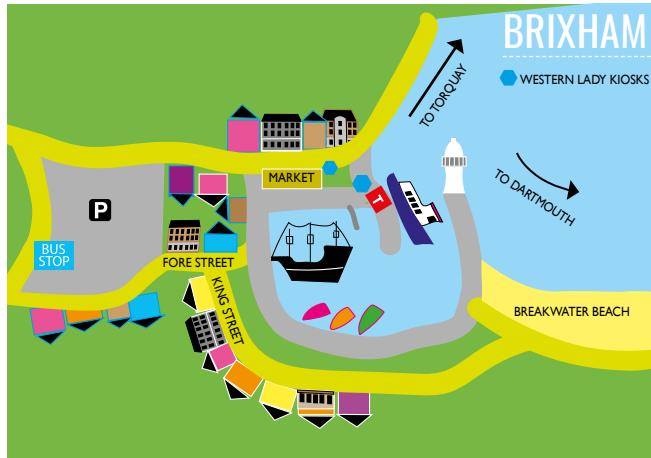 BRIXHAM
WESTERN LADY KIOSKS
TO TORQUAY
TO DARTMOUTH
MARKET
T
P
BUS
STOP
FORE STREET
KING STREET
BREAKWATER BEACH